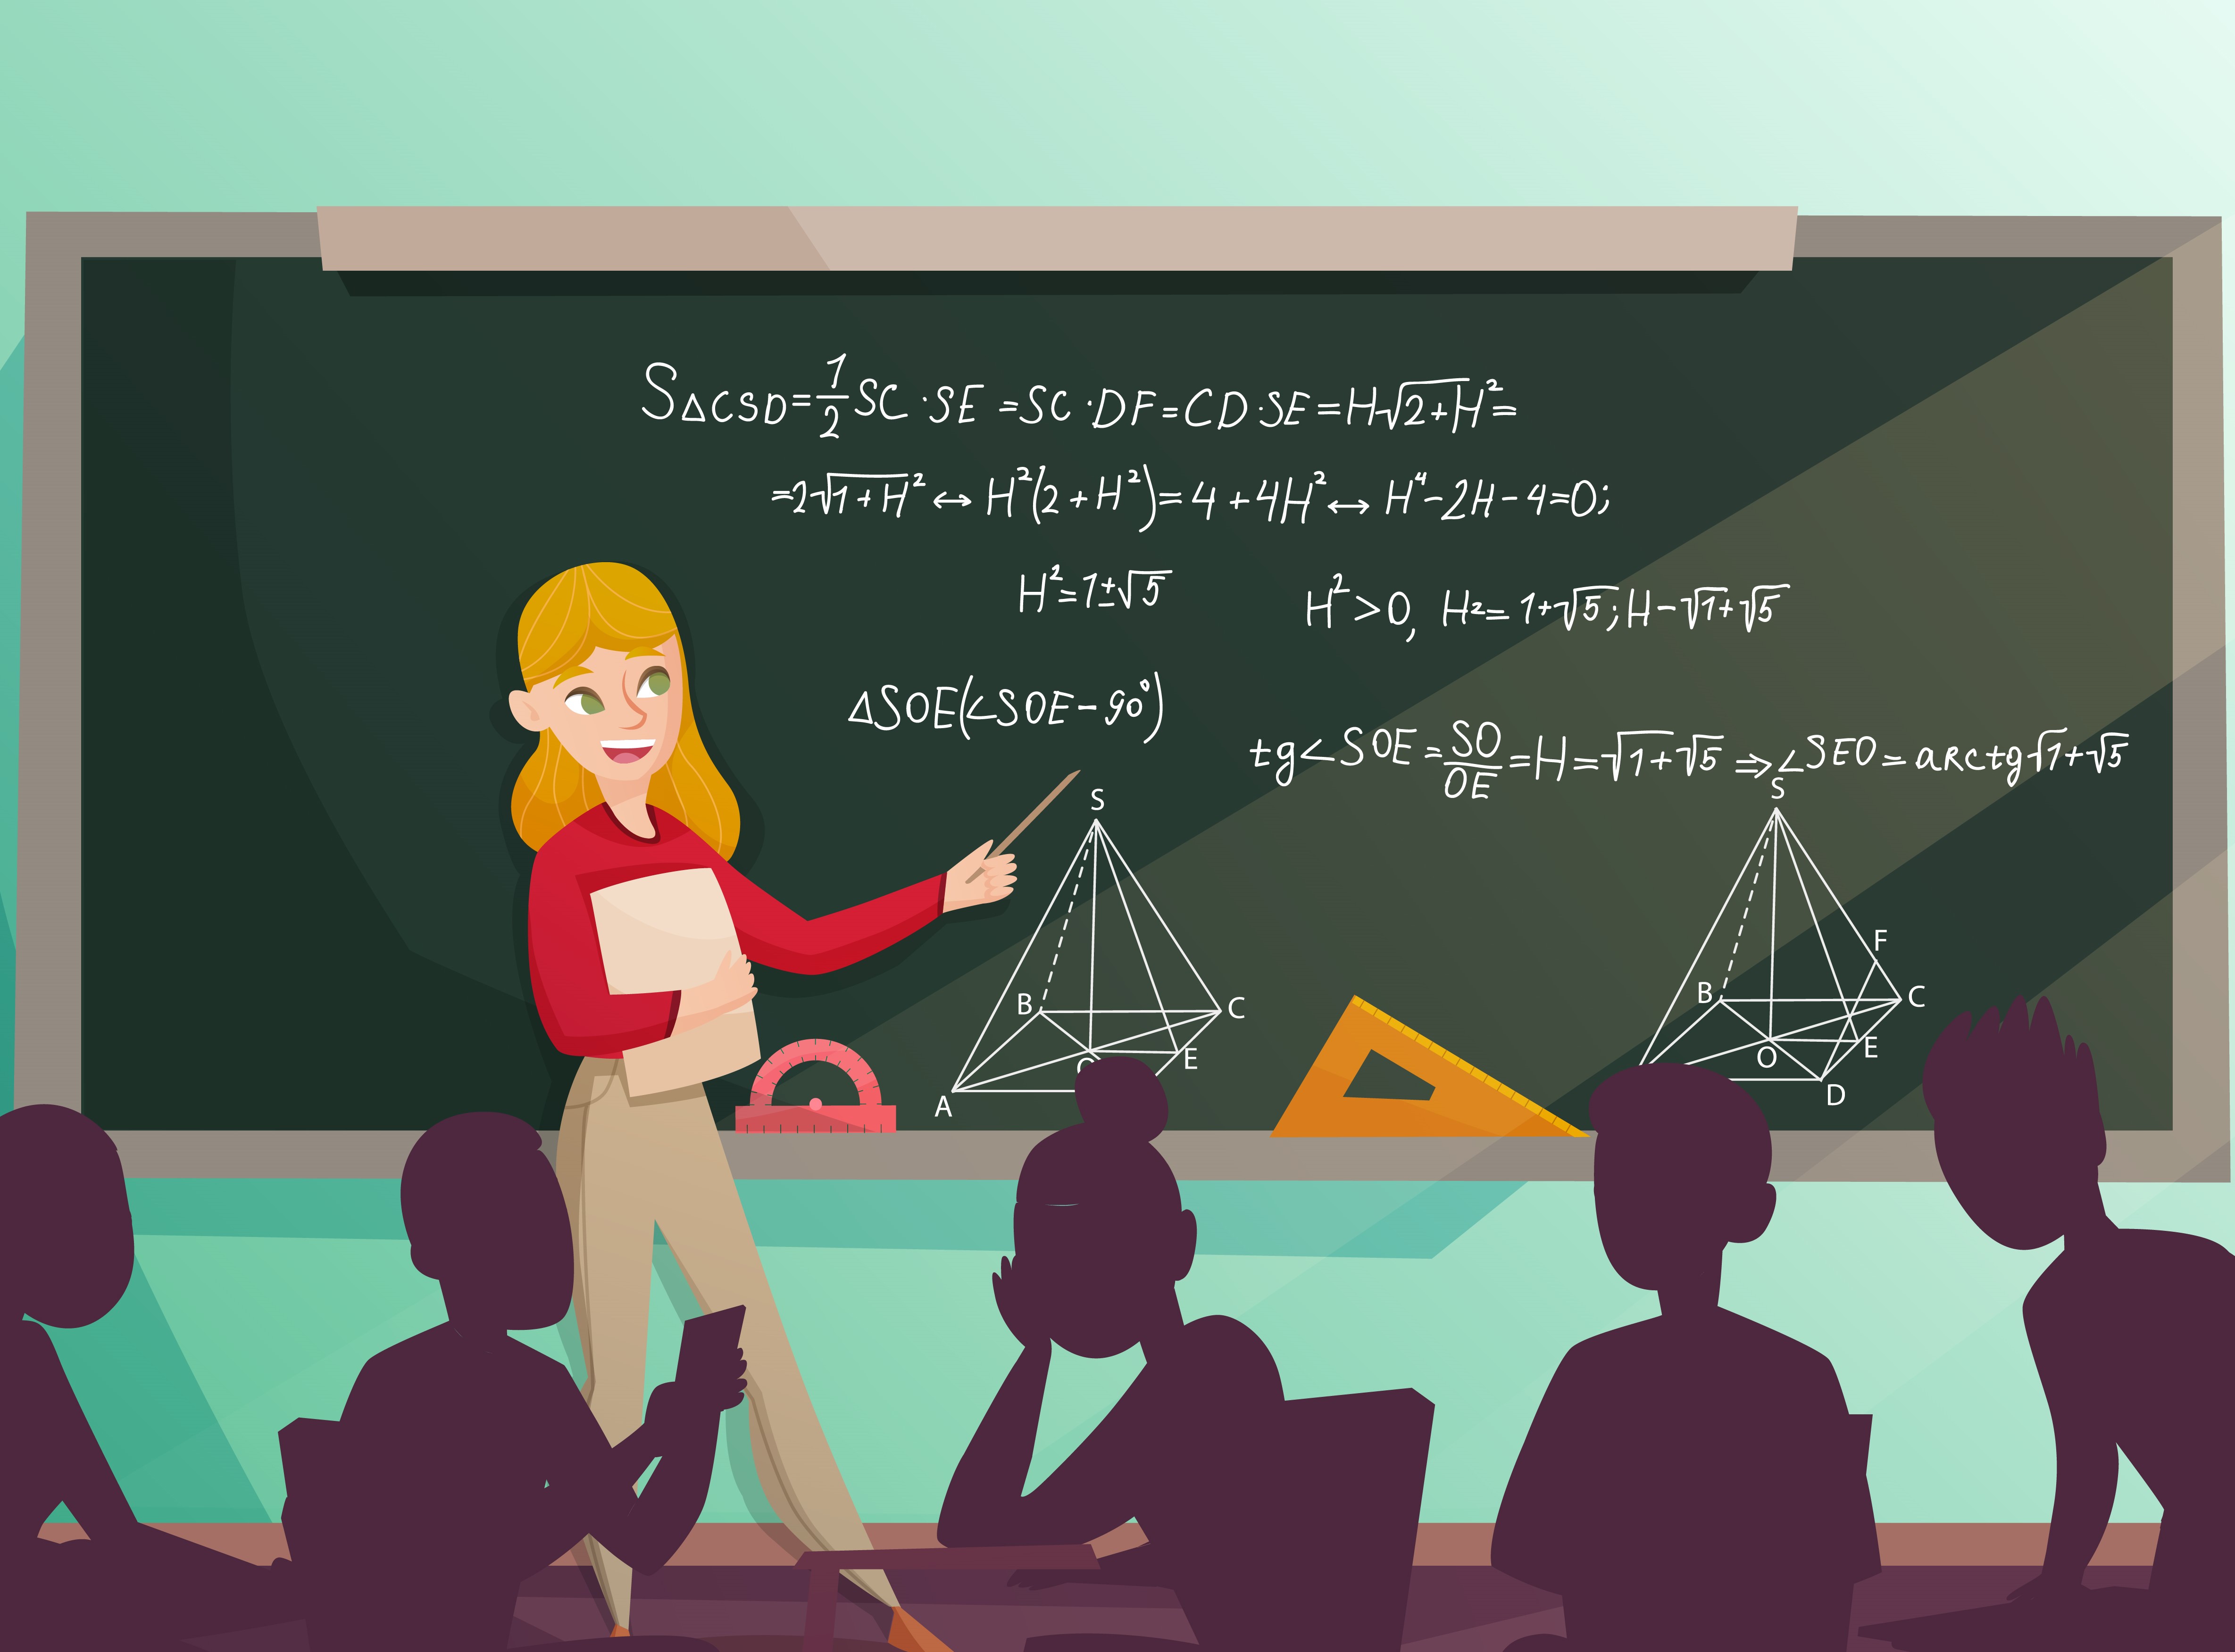 S△CSD=1/2 SC·SE=SC·DF=CD·SE=H√2+H²=
=2√1+H² ↔ H²(2+H²)=4+4H² ↔ H⁴-2H-4=0;
H²=1±√5
H²>0, H2=1+√5; H-√1+√5
△SOE(∠SOE-90°)
tg∠SOE=SO/OE=H=√1+√5 ⇒∠SEO=arctg√1+√5
S
B
C
E
A
S
F
B
C
O
E
D